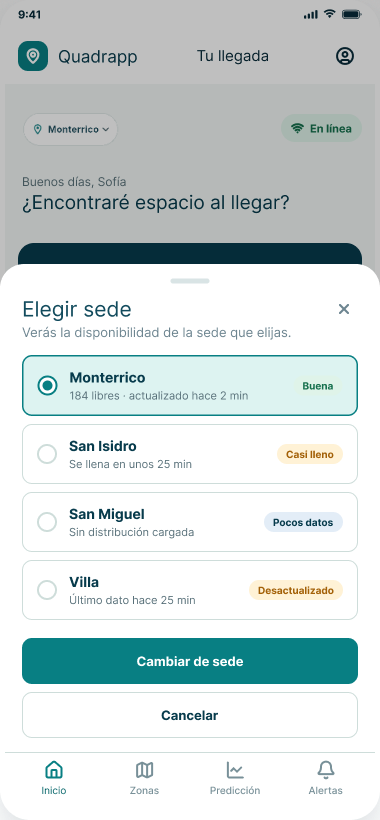 9:41
Quadrapp
Tu llegada
Monterrico
En línea
Buenos días, Sofía
¿Encontraré espacio al llegar?
Elegir sede
Verás la disponibilidad de la sede que elijas.
Monterrico
184 libres · actualizado hace 2 min
Buena
San Isidro
Se llena en unos 25 min
Casi lleno
San Miguel
Sin distribución cargada
Pocos datos
Villa
Último dato hace 25 min
Desactualizado
Cambiar de sede
Cancelar
Inicio
Zonas
Predicción
Alertas